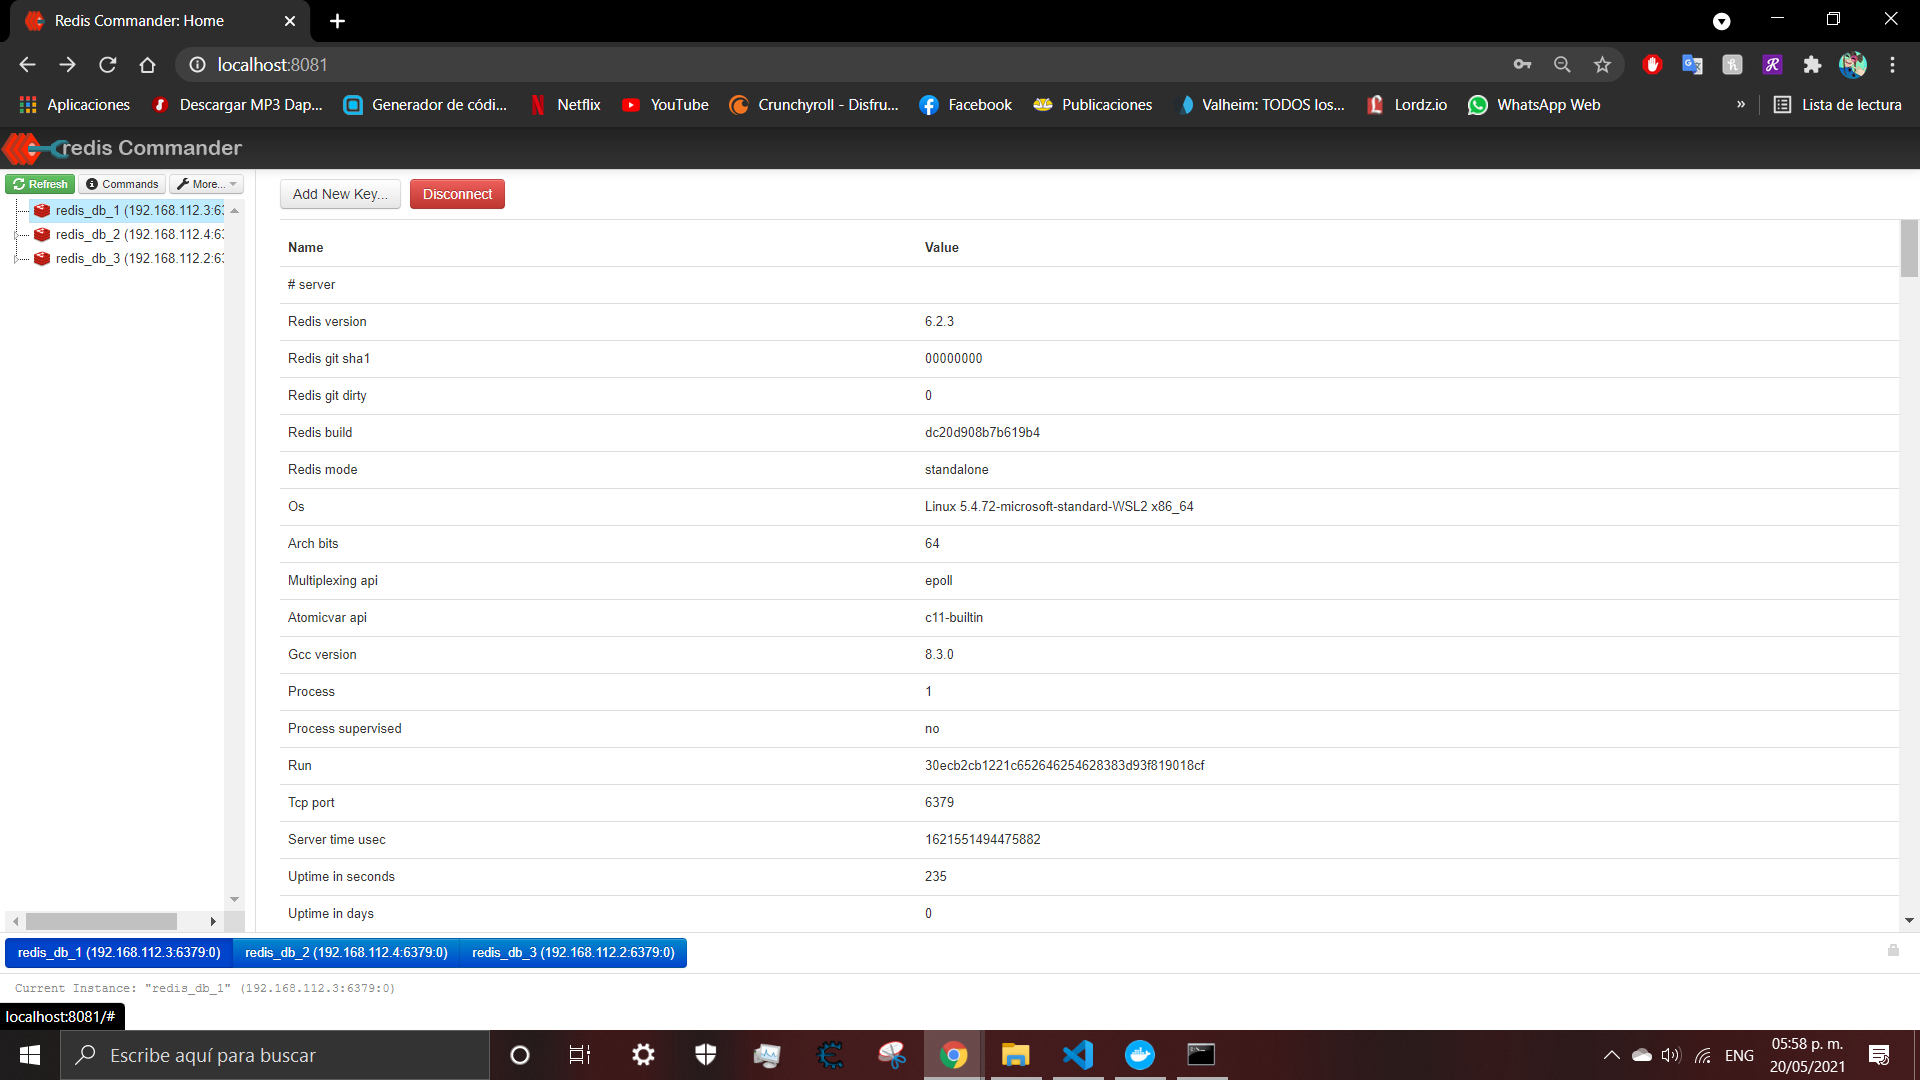 Redis Commander: Home
localhost:8081
Aplicaciones
Descargar MP3 Dap...
Generador de códi...
Netflix
YouTube
Crunchyroll - Disfru...
Facebook
Publicaciones
Valheim: TODOS los...
Lordz.io
WhatsApp Web
»
Lista de lectura
redis Commander
Refresh
Commands
More...
redis_db_1 (192.168.112.3:63
redis_db_2 (192.168.112.4:63
redis_db_3 (192.168.112.2:63
Add New Key...
Disconnect
Name Value
# server
Redis version 6.2.3
Redis git sha1 00000000
Redis git dirty 0
Redis build dc20d908b7b619b4
Redis mode standalone
Os Linux 5.4.72-microsoft-standard-WSL2 x86_64
Arch bits 64
Multiplexing api epoll
Atomicvar api c11-builtin
Gcc version 8.3.0
Process 1
Process supervised no
Run 30ecb2cb1221c652646254628383d93f819018cf
Tcp port 6379
Server time usec 1621551494475882
Uptime in seconds 235
Uptime in days 0
redis_db_1 (192.168.112.3:6379:0)
redis_db_2 (192.168.112.4:6379:0)
redis_db_3 (192.168.112.2:6379:0)
Current Instance: "redis_db_1" (192.168.112.3:6379:0)
localhost:8081/#
Escribe aquí para buscar
ENG
05:58 p. m.
20/05/2021